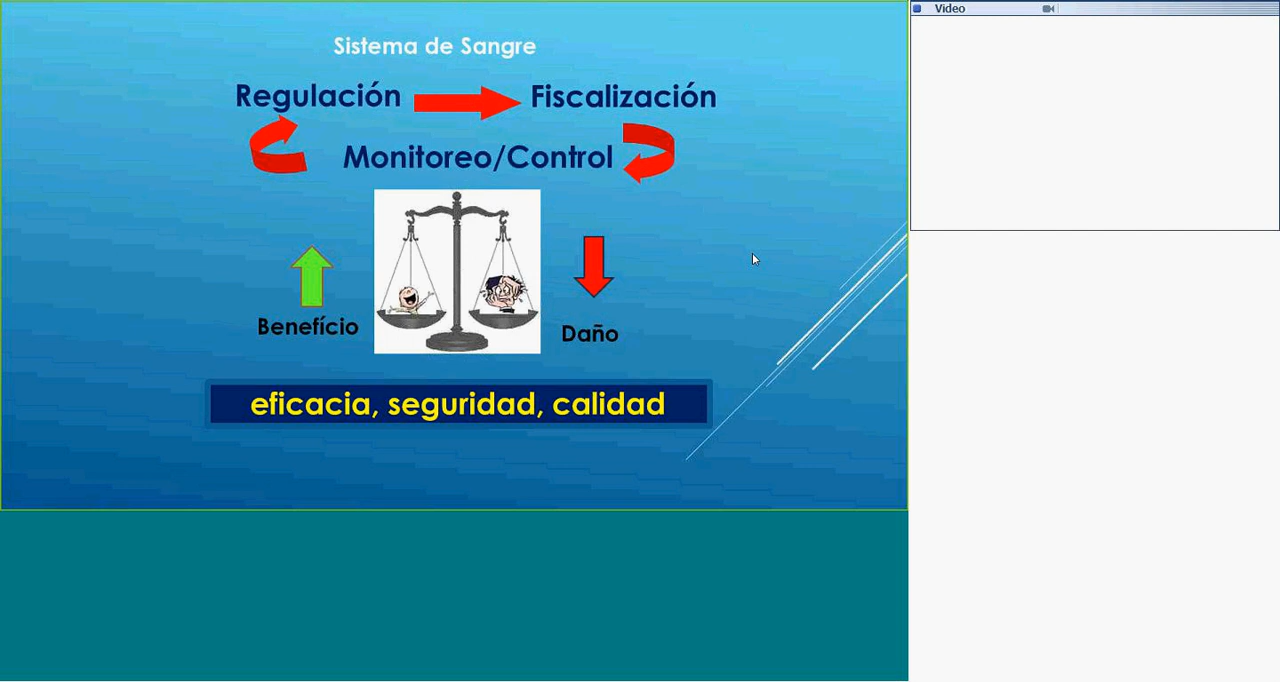 Sistema de Sangre
Regulación Fiscalización
Monitoreo/Control
Benefício
Daño
eficacia, seguridad, calidad
Video